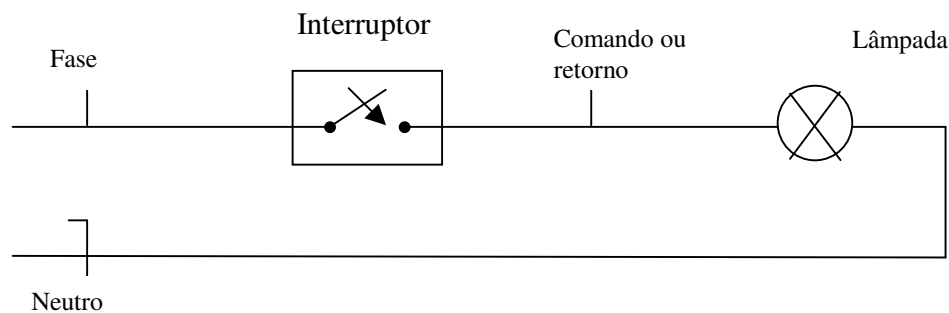 Interruptor
Fase
Comando ou
retorno
Lâmpada
Neutro